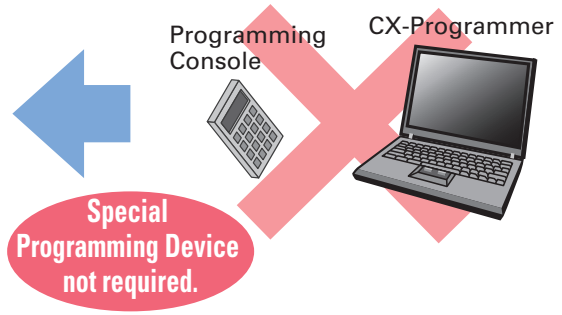 Programming
Console
CX-Programmer
Special
Programming Device
not required.